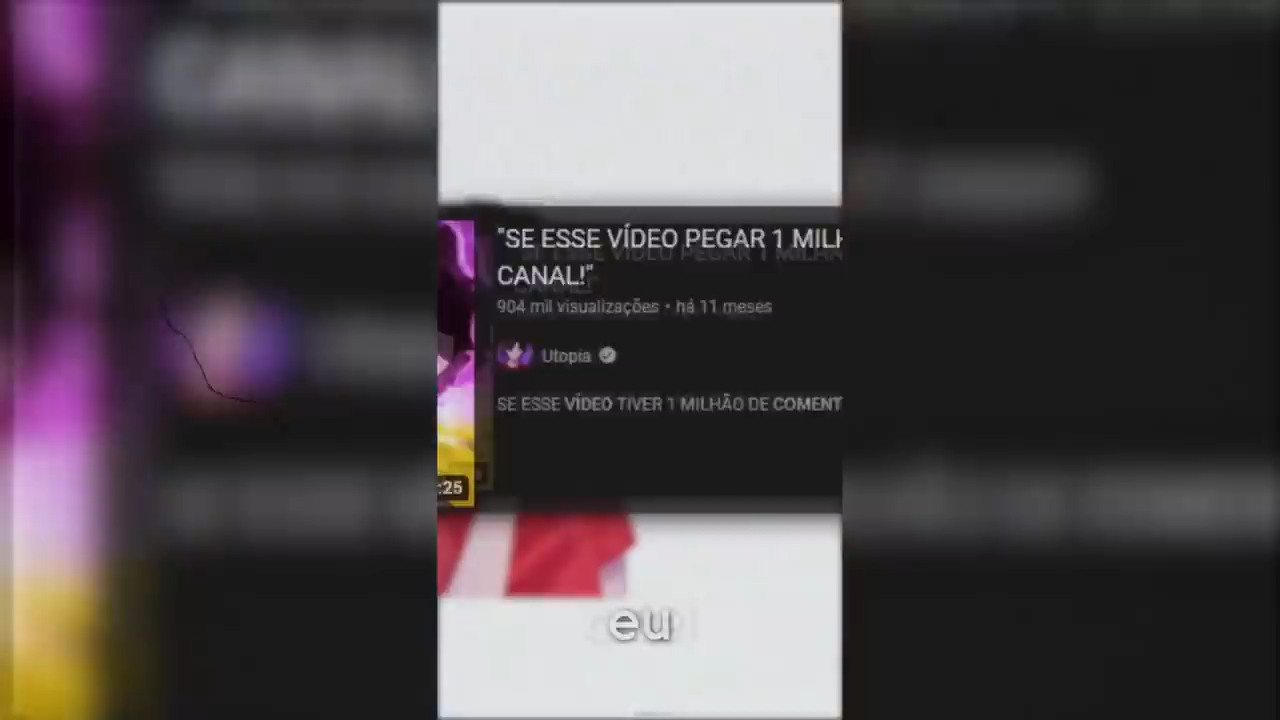 "SE ESSE VÍDEO PEGAR 1 MILH
CANAL!"
904 mil visualizações • há 11 meses
Utopia
SE ESSE VÍDEO TIVER 1 MILHÃO DE COMENT
:25
eu